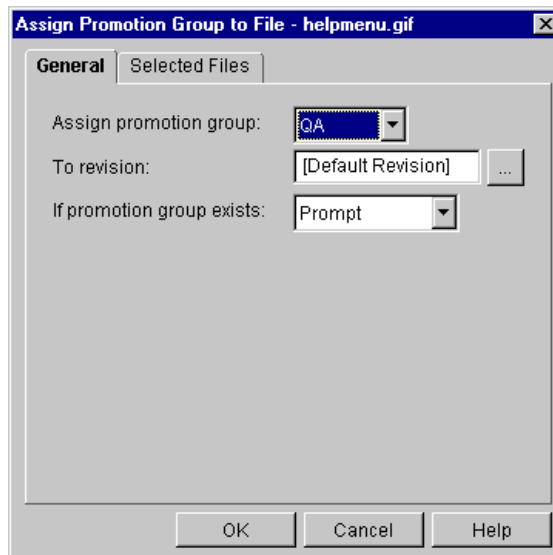 Assign Promotion Group to File - helpmenu.gif
General Selected Files
Assign promotion group: QA
To revision: [Default Revision] ...
If promotion group exists: Prompt
OK Cancel Help